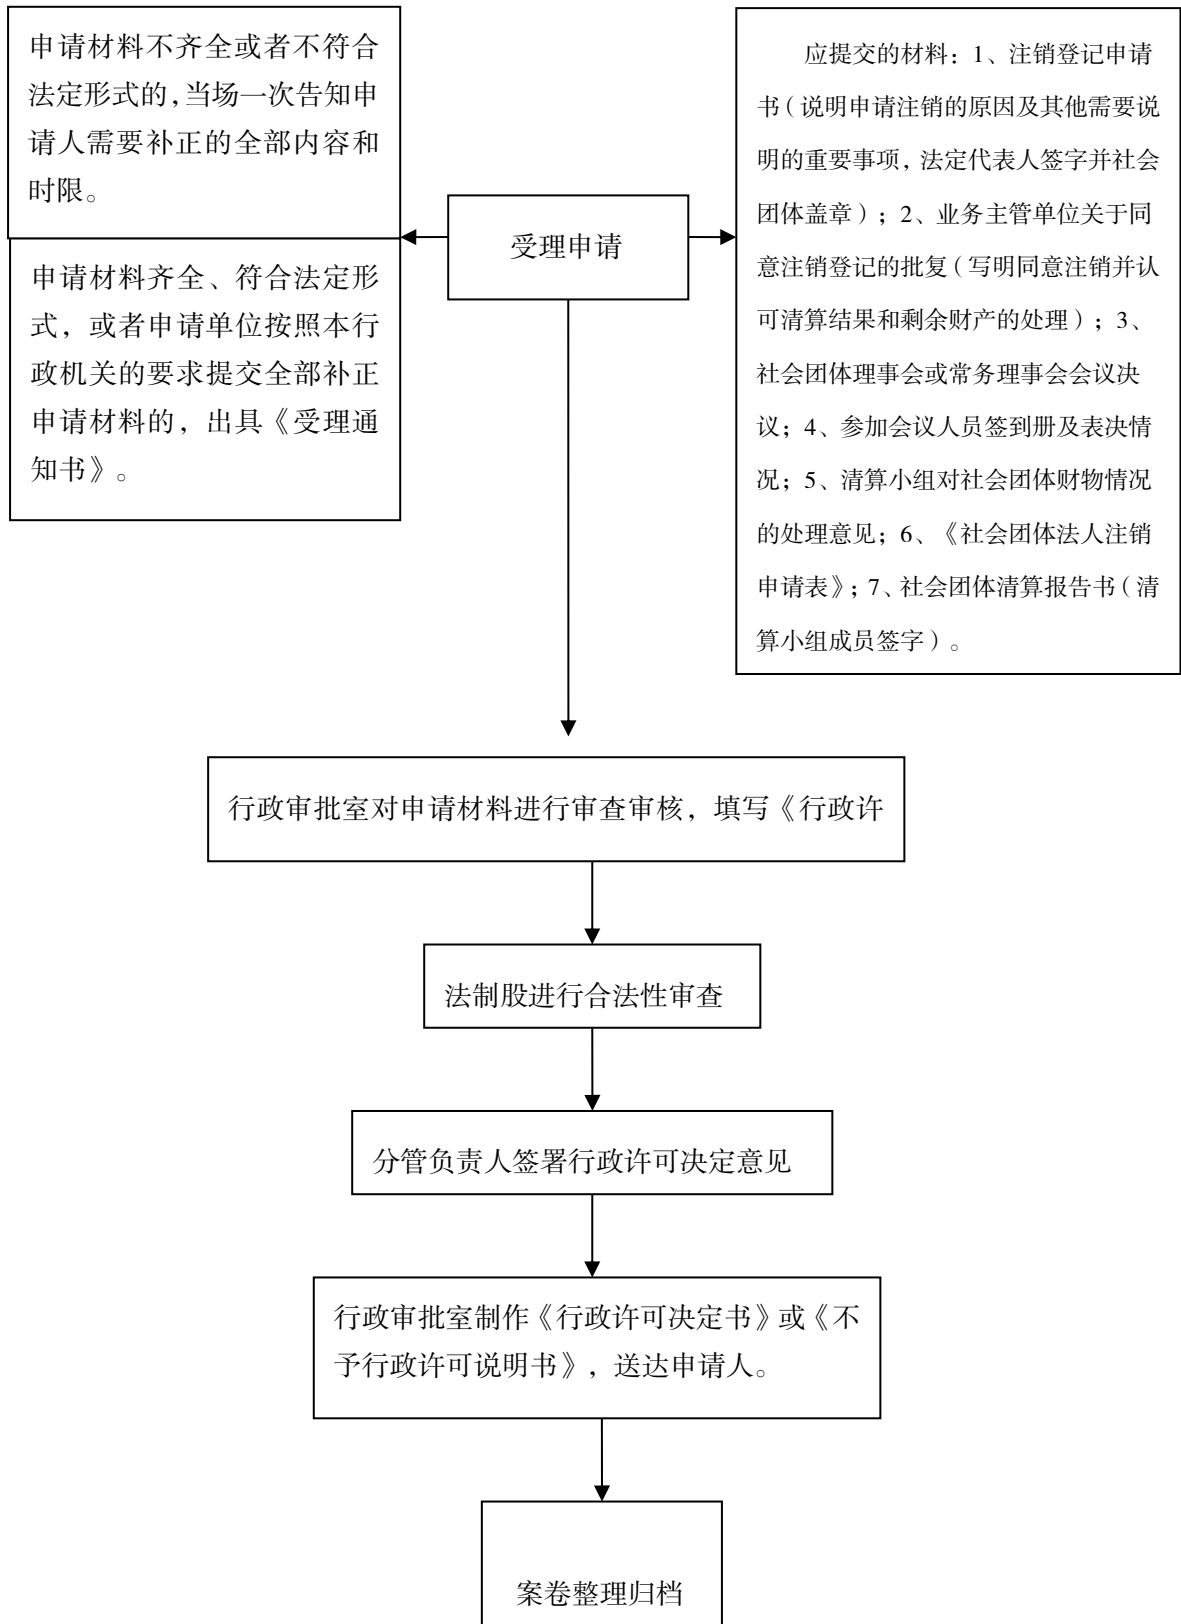 申请材料不齐全或者不符合
法定形式的，当场一次告知申
请人需要补正的全部内容和
时限。
申请材料齐全、符合法定形
式，或者申请单位按照本行
政机关的要求提交全部补正
申请材料的，出具《受理通
知书》。
受理申请
应提交的材料：1、注销登记申请
书（说明申请注销的原因及其他需要说
明的重要事项，法定代表人签字并社会
团体盖章）；2、业务主管单位关于同
意注销登记的批复（写明同意注销并认
可清算结果和剩余财产的处理）；3、
社会团体理事会或常务理事会会议决
议；4、参加会议人员签到册及表决情
况；5、清算小组对社会团体财物情况
的处理意见；6、《社会团体法人注销
申请表》；7、社会团体清算报告书（清
算小组成员签字）。
行政审批室对申请材料进行审查审核，填写《行政许
法制股进行合法性审查
分管负责人签署行政许可决定意见
行政审批室制作《行政许可决定书》或《不
予行政许可说明书》，送达申请人。
案卷整理归档